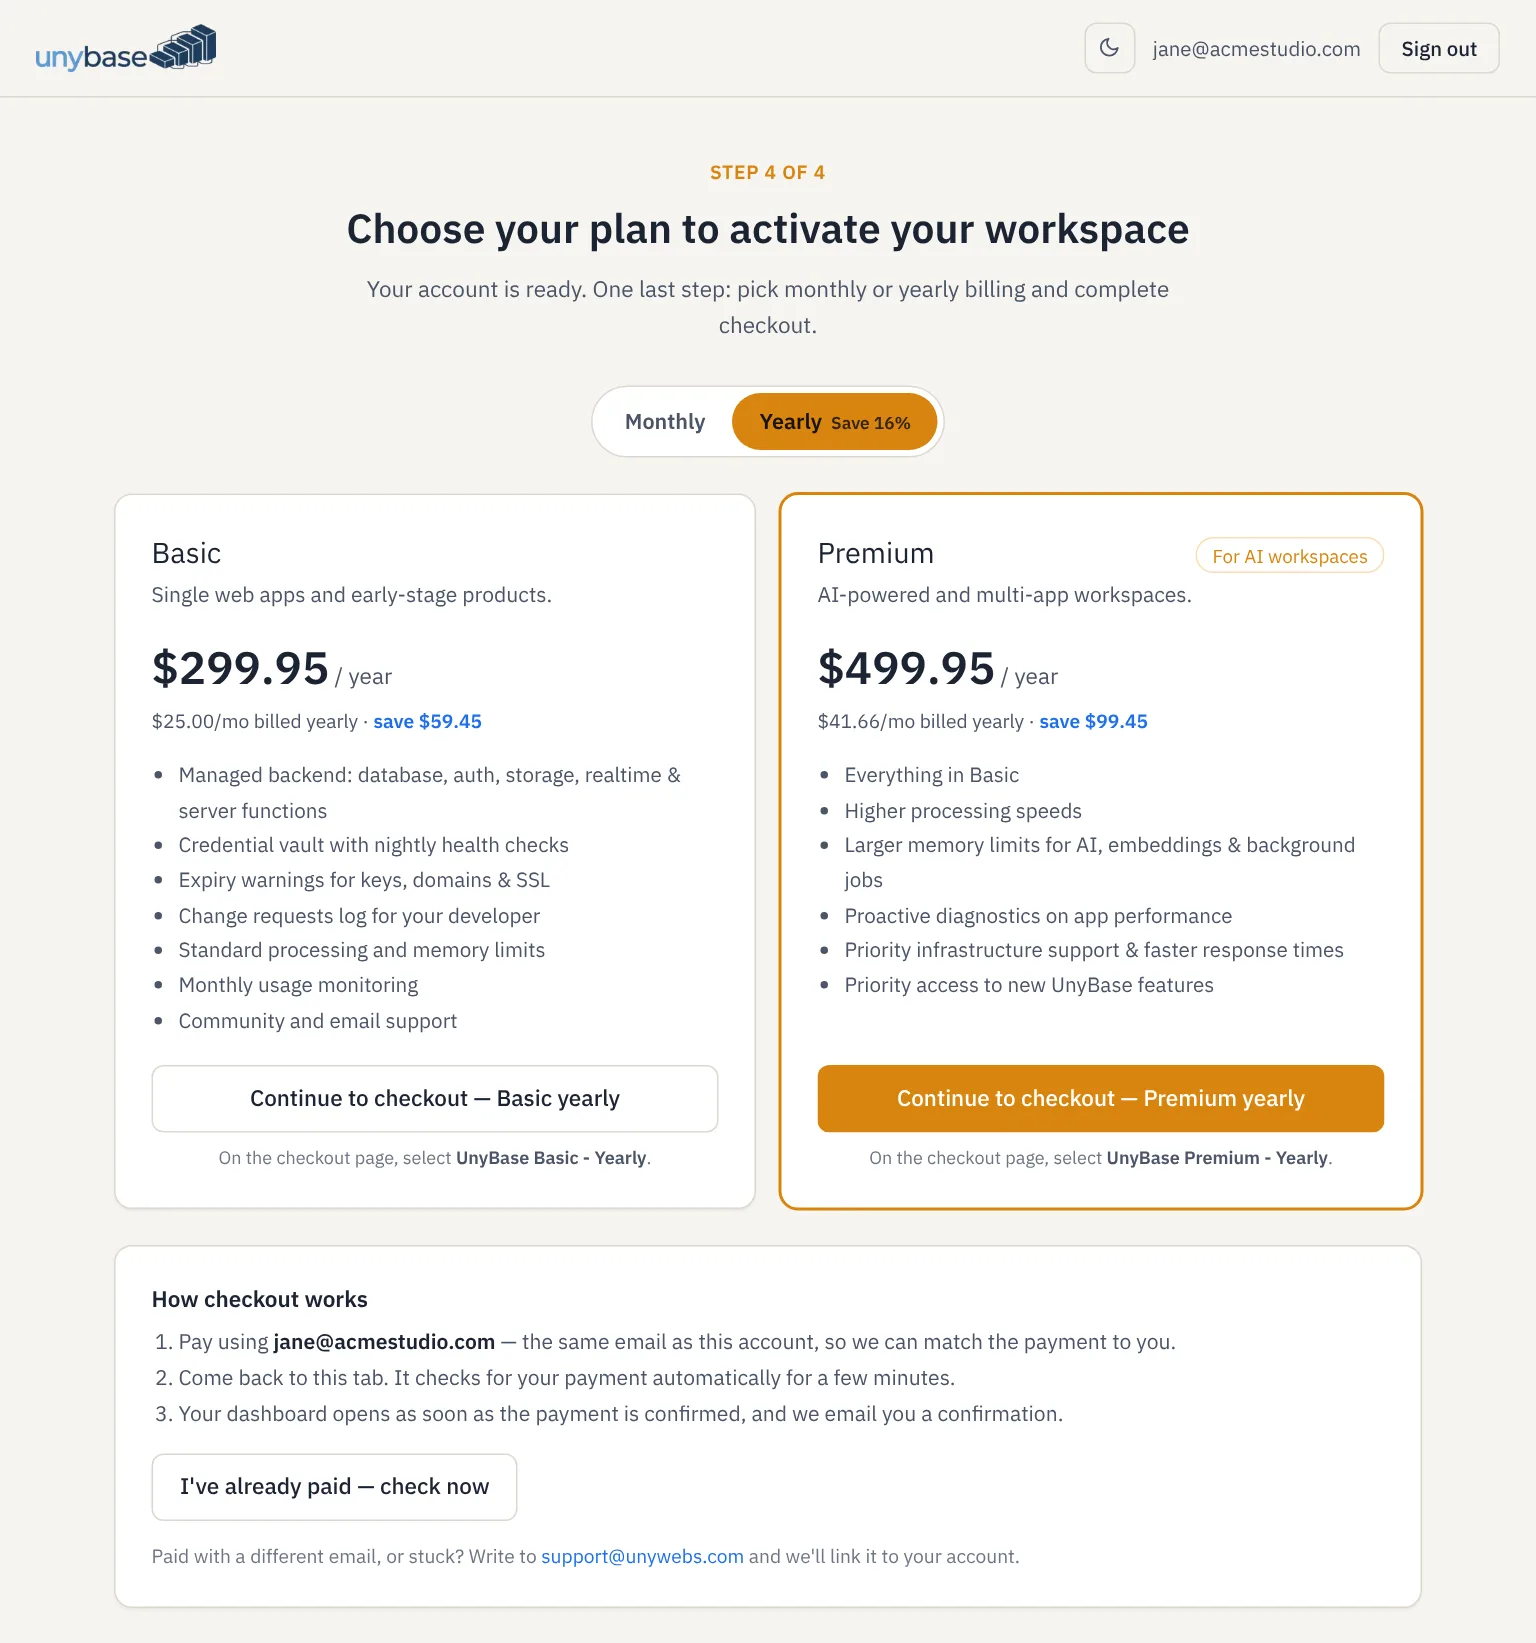 unybase
jane@acmestudio.com
Sign out
STEP 4 OF 4
Choose your plan to activate your workspace
Your account is ready. One last step: pick monthly or yearly billing and complete
checkout.
Monthly
Yearly Save 16%
Basic
Single web apps and early-stage products.
$299.95 / year
$25.00/mo billed yearly · save $59.45
• Managed backend: database, auth, storage, realtime &
server functions
• Credential vault with nightly health checks
• Expiry warnings for keys, domains & SSL
• Change requests log for your developer
• Standard processing and memory limits
• Monthly usage monitoring
• Community and email support
Continue to checkout — Basic yearly
On the checkout page, select UnyBase Basic - Yearly.
Premium
For AI workspaces
AI-powered and multi-app workspaces.
$499.95 / year
$41.66/mo billed yearly · save $99.45
• Everything in Basic
• Higher processing speeds
• Larger memory limits for AI, embeddings & background
jobs
• Proactive diagnostics on app performance
• Priority infrastructure support & faster response times
• Priority access to new UnyBase features
Continue to checkout — Premium yearly
On the checkout page, select UnyBase Premium - Yearly.
How checkout works
1. Pay using jane@acmestudio.com — the same email as this account, so we can match the payment to you.
2. Come back to this tab. It checks for your payment automatically for a few minutes.
3. Your dashboard opens as soon as the payment is confirmed, and we email you a confirmation.
I've already paid — check now
Paid with a different email, or stuck? Write to support@unywebs.com and we'll link it to your account.